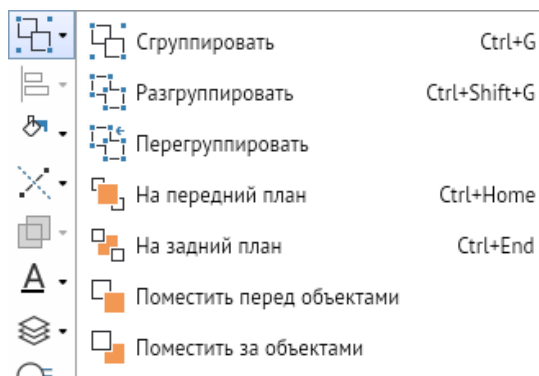 Сгруппировать Ctrl+G
Разгруппировать Ctrl+Shift+G
Перегруппировать
На передний план Ctrl+Home
На задний план Ctrl+End
Поместить перед объектами
Поместить за объектами
A